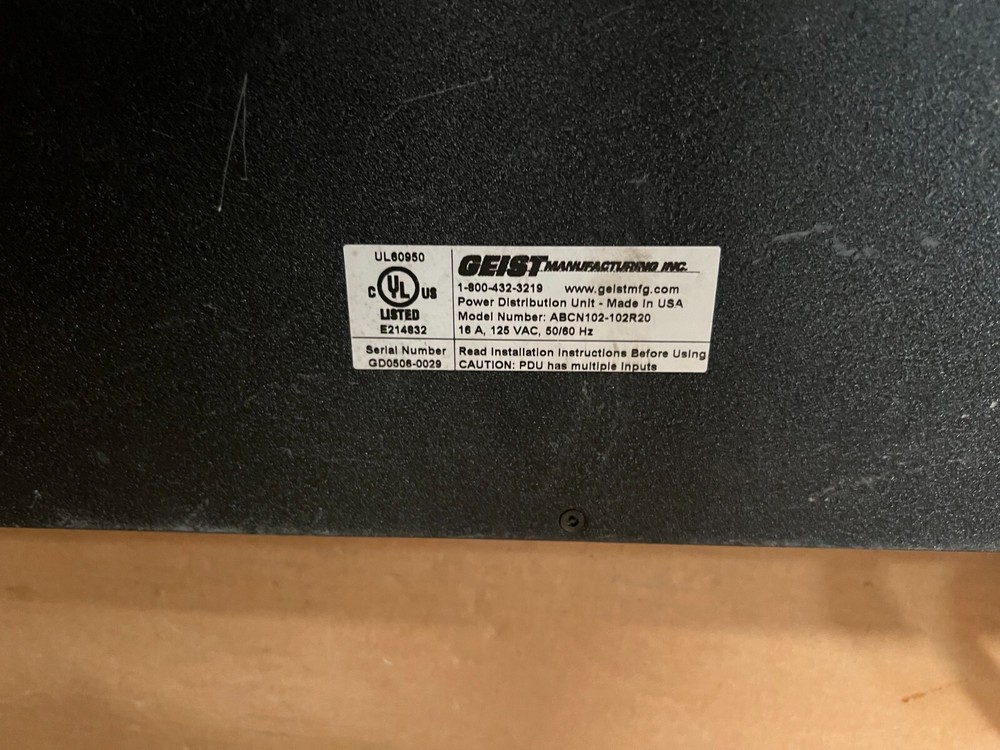 UL60950
C UL US
LISTED
E214832
Serial Number
GD0506-0029
GEIST MANUFACTURING INC.
1-800-432-3219 www.geistmfg.com
Power Distribution Unit - Made In USA
Model Number: ABCN102-102R20
16 A, 125 VAC, 50/60 Hz
Read Installation Instructions Before Using
CAUTION: PDU has multiple Inputs